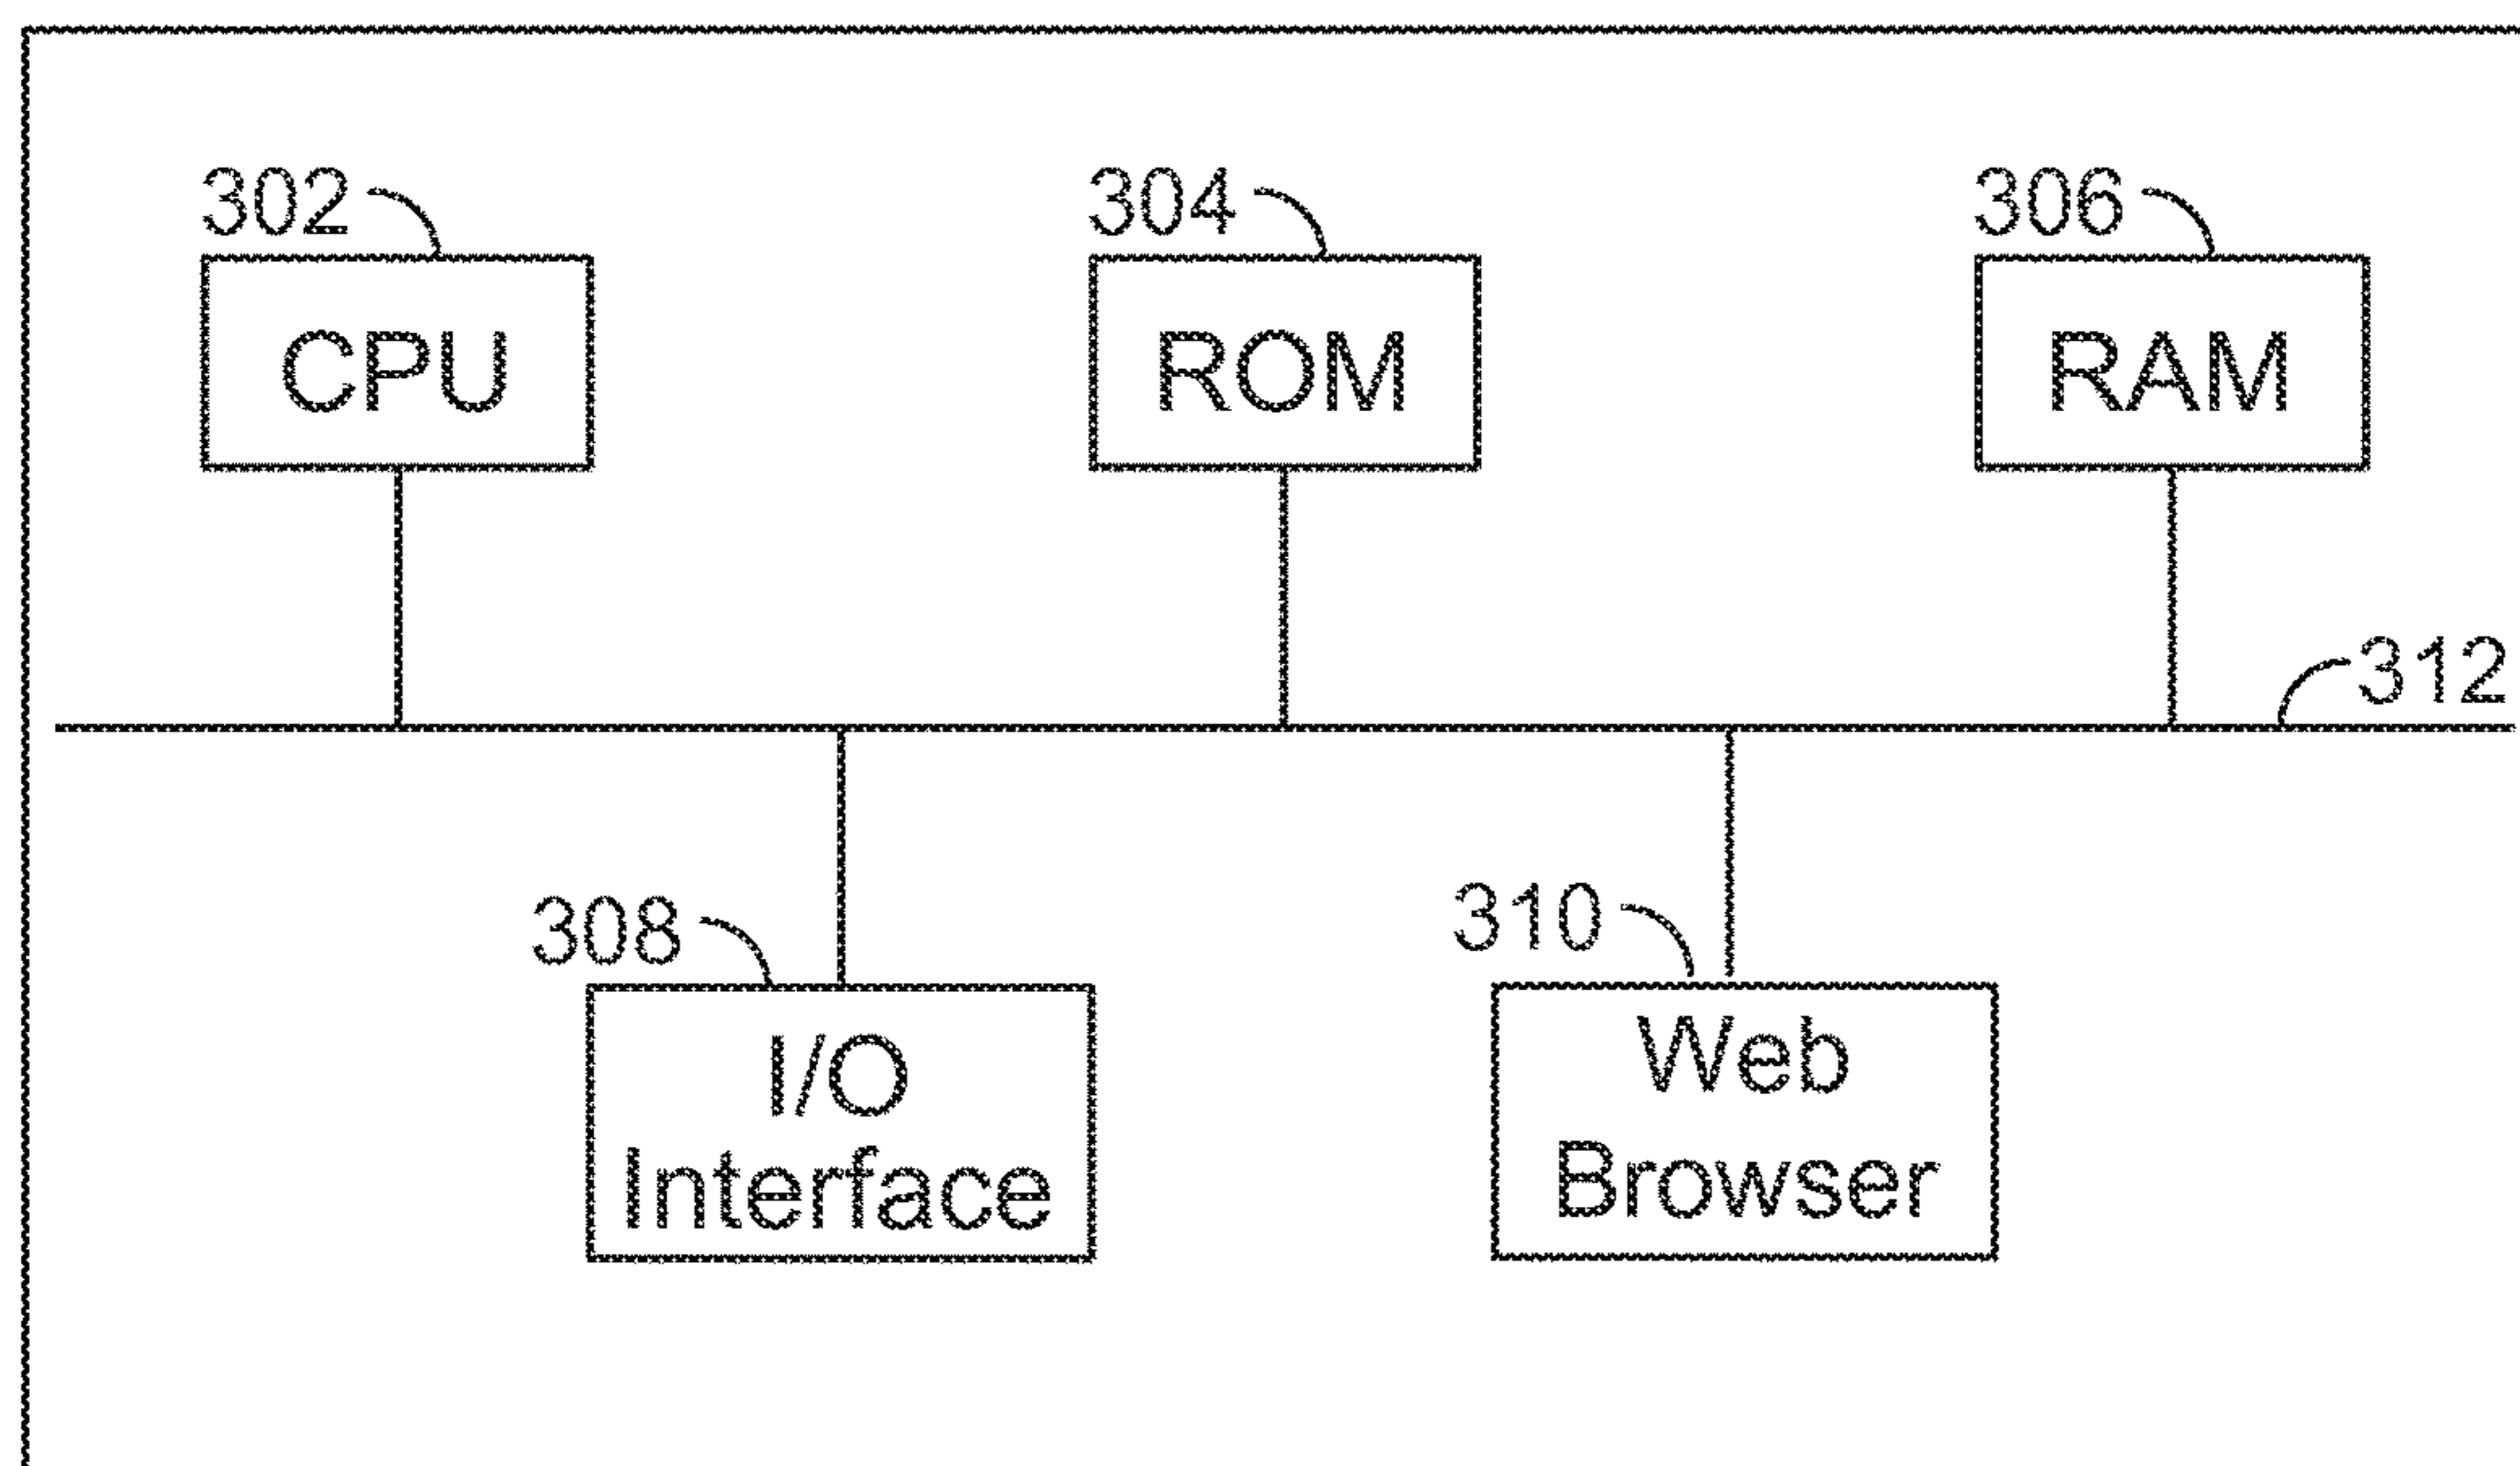 302
304
306
CPU
ROM
RAM
312
308
310
I/O
Interface
Web
Browser